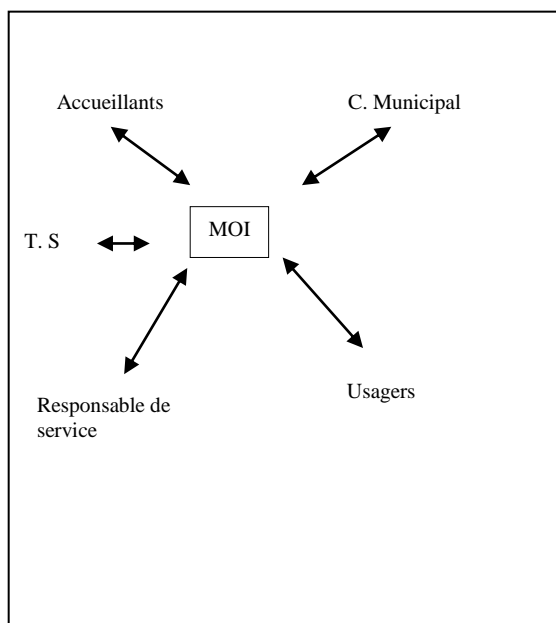 Accueillants
C. Municipal
T. S
MOI
Responsable de
service
Usagers